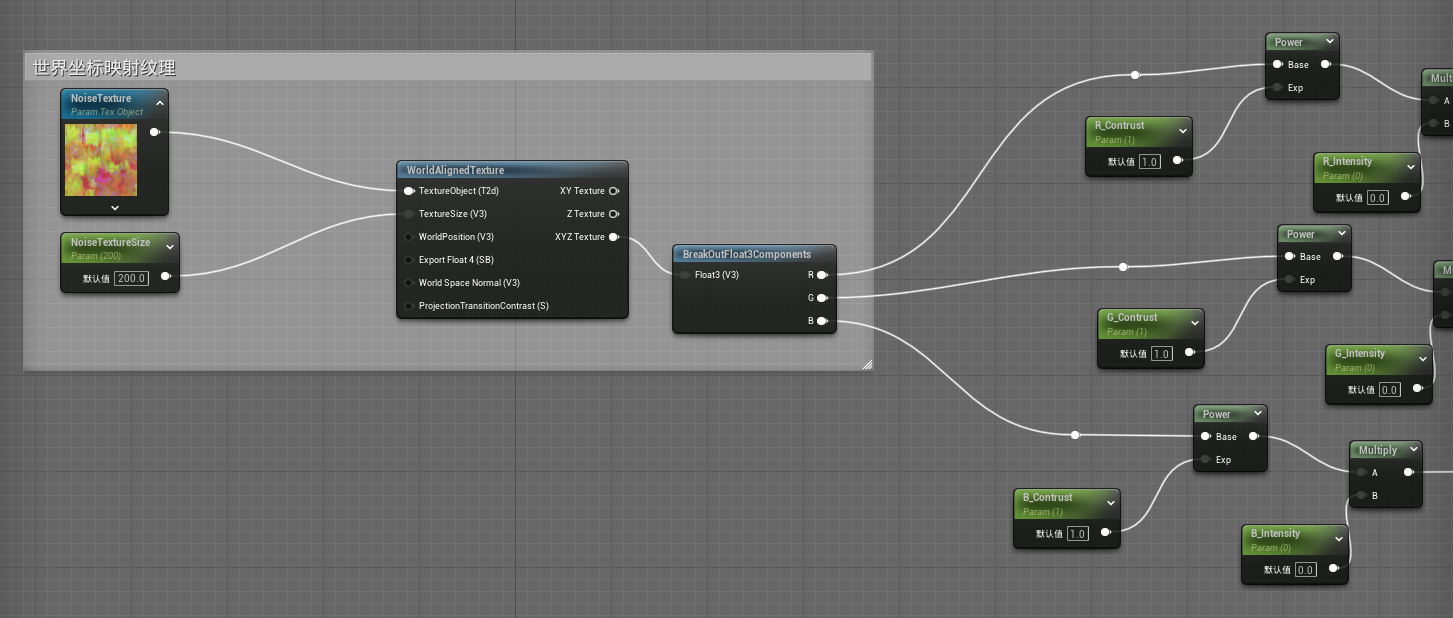 世界坐标映射纹理
NoiseTexture
Param Tex Object
NoiseTextureSize
Param (200)
默认值 200.0
WorldAlignedTexture
TextureObject (T2d) XY Texture
TextureSize (V3) Z Texture
WorldPosition (V3) XYZ Texture
Export Float 4 (SB)
World Space Normal (V3)
ProjectionTransitionContrast (S)
BreakOutFloat3Components
Float3 (V3) R
G
B
Power
Base
Exp
R_Contrust
Param (1)
默认值 1.0
Mult
A
B
R_Intensity
Param (0)
默认值 0.0
Power
Base
Exp
G_Contrust
Param (1)
默认值 1.0
M
G_Intensity
Param (0)
默认值 0.0
Power
Base
Exp
B_Contrust
Param (1)
默认值 1.0
Multiply
A
B
B_Intensity
Param (0)
默认值 0.0